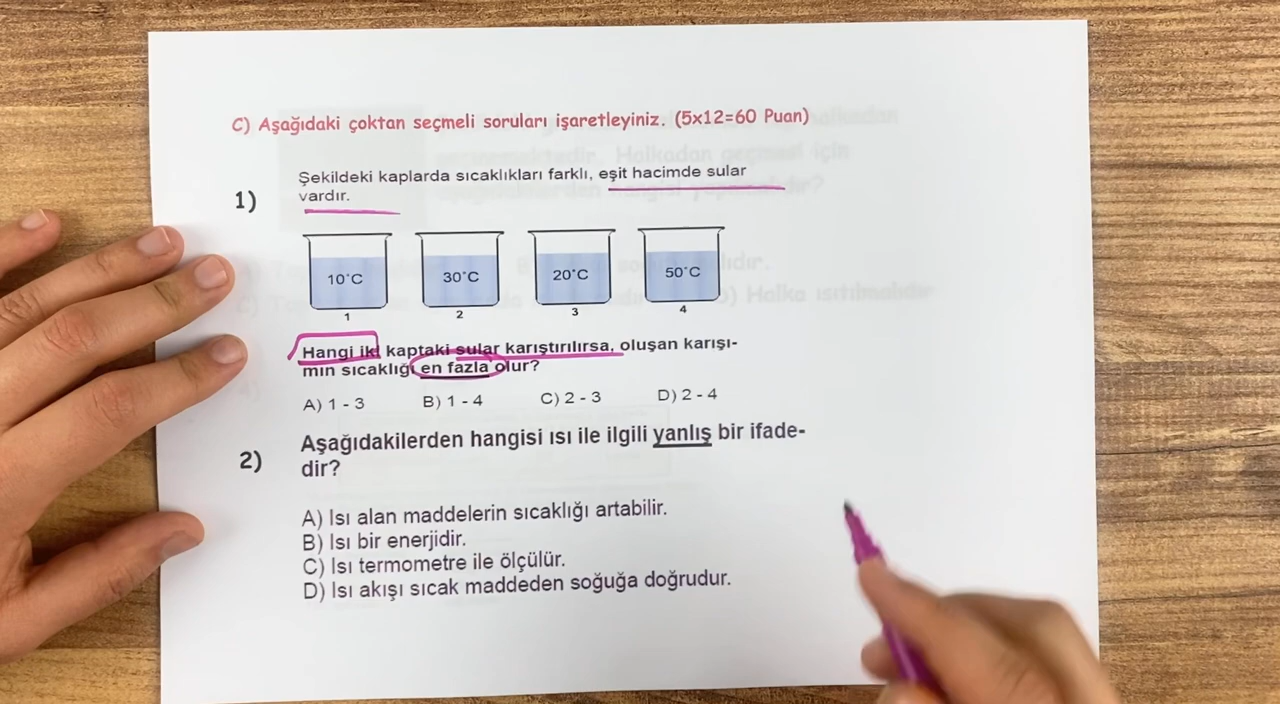 C) Aşağıdaki çoktan seçmeli soruları işaretleyiniz. (5x12=60 Puan)
1)
Şekildeki kaplarda sıcaklıkları farklı, eşit hacimde sular
vardır.
10°C 30°C 20°C 50°C
1 2 3 4
Hangi iki kaptaki sular karıştırılırsa, oluşan karışı-
mın sıcaklığı en fazla olur?
A) 1 - 3 B) 1 - 4 C) 2 - 3 D) 2 - 4
2)
Aşağıdakilerden hangisi ısı ile ilgili yanlış bir ifade-
dir?
A) Isı alan maddelerin sıcaklığı artabilir.
B) Isı bir enerjidir.
C) Isı termometre ile ölçülür.
D) Isı akışı sıcak maddeden soğuğa doğrudur.